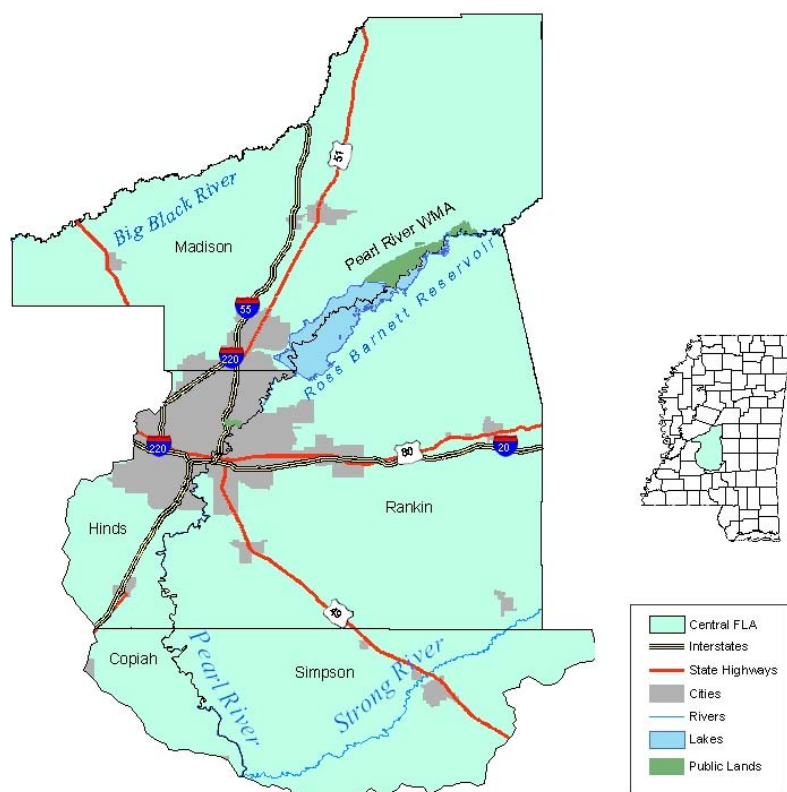 51
Big Black River
Madison
Pearl River WMA
Ross Barnett Reservoir
55
220
220
80
20
Hinds
Rankin
49
Copiah
Simpson
Pearl River
Strong River
Central FLA
Interstates
State Highways
Cities
Rivers
Lakes
Public Lands